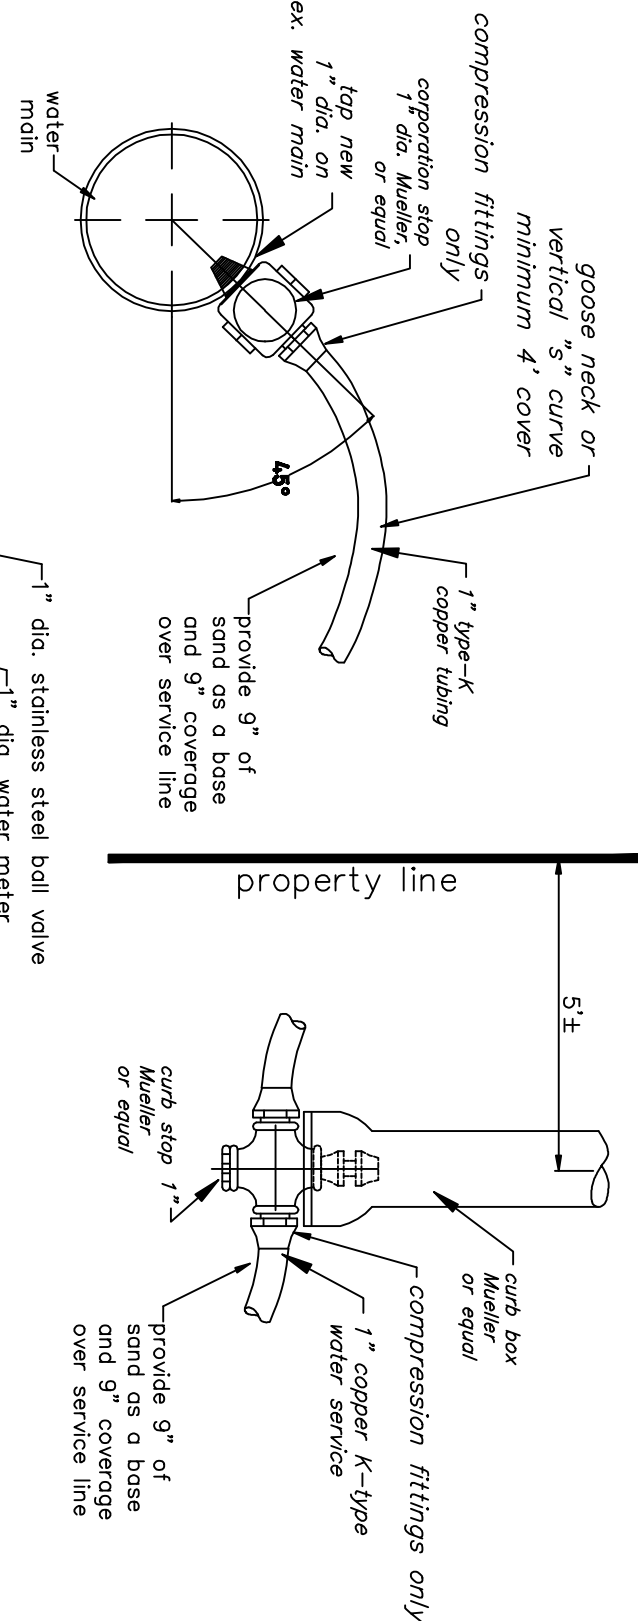 goose neck or
vertical "s" curve
minimum 4' cover
compression fittings
only
corporation stop
1" dia. Mueller,
or equal
tap new
1" dia. on
ex. water main
water
main
45°
1" type-K
copper tubing
provide 9" of
sand as a base
and 9" coverage
over service line
1" dia. stainless steel ball valve
1" dia water meter
property line
5'±
curb box
Mueller
or equal
compression fittings only
1" copper K-type
water service
curb stop 1"
Mueller
or equal
provide 9" of
sand as a base
and 9" coverage
over service line